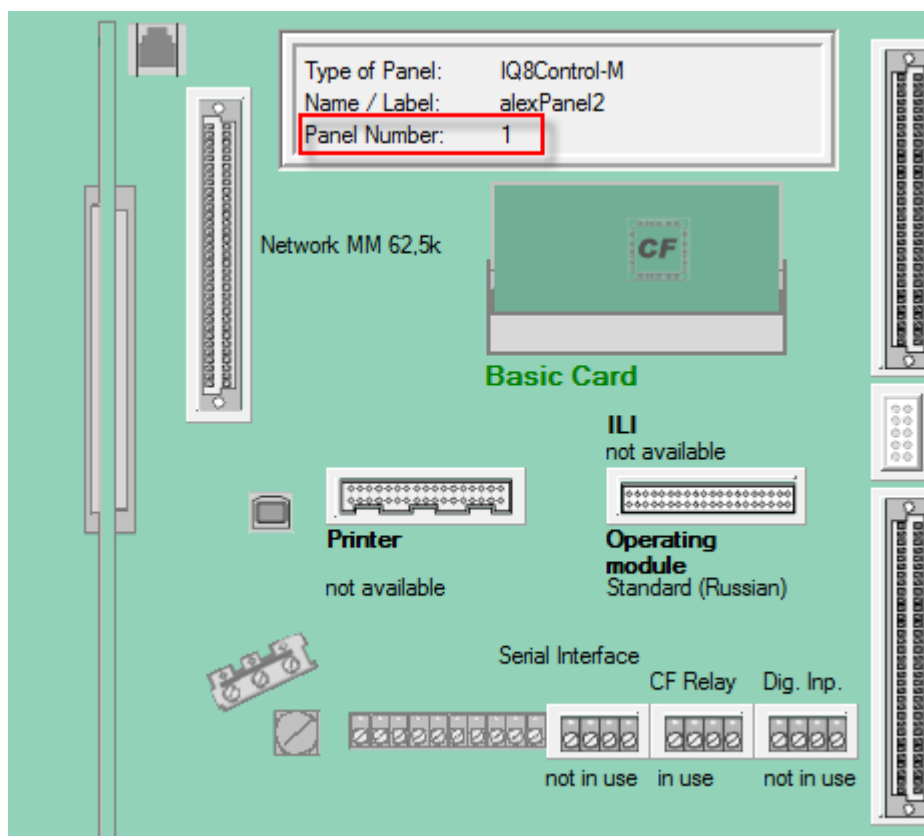 Type of Panel: IQ8Control-M
Name / Label: alexPanel2
Panel Number: 1
Network MM 62,5k
CF
Basic Card
ILI
not available
Printer
not available
Operating
module
Standard (Russian)
Serial Interface
CF Relay Dig. Inp.
not in use in use not in use